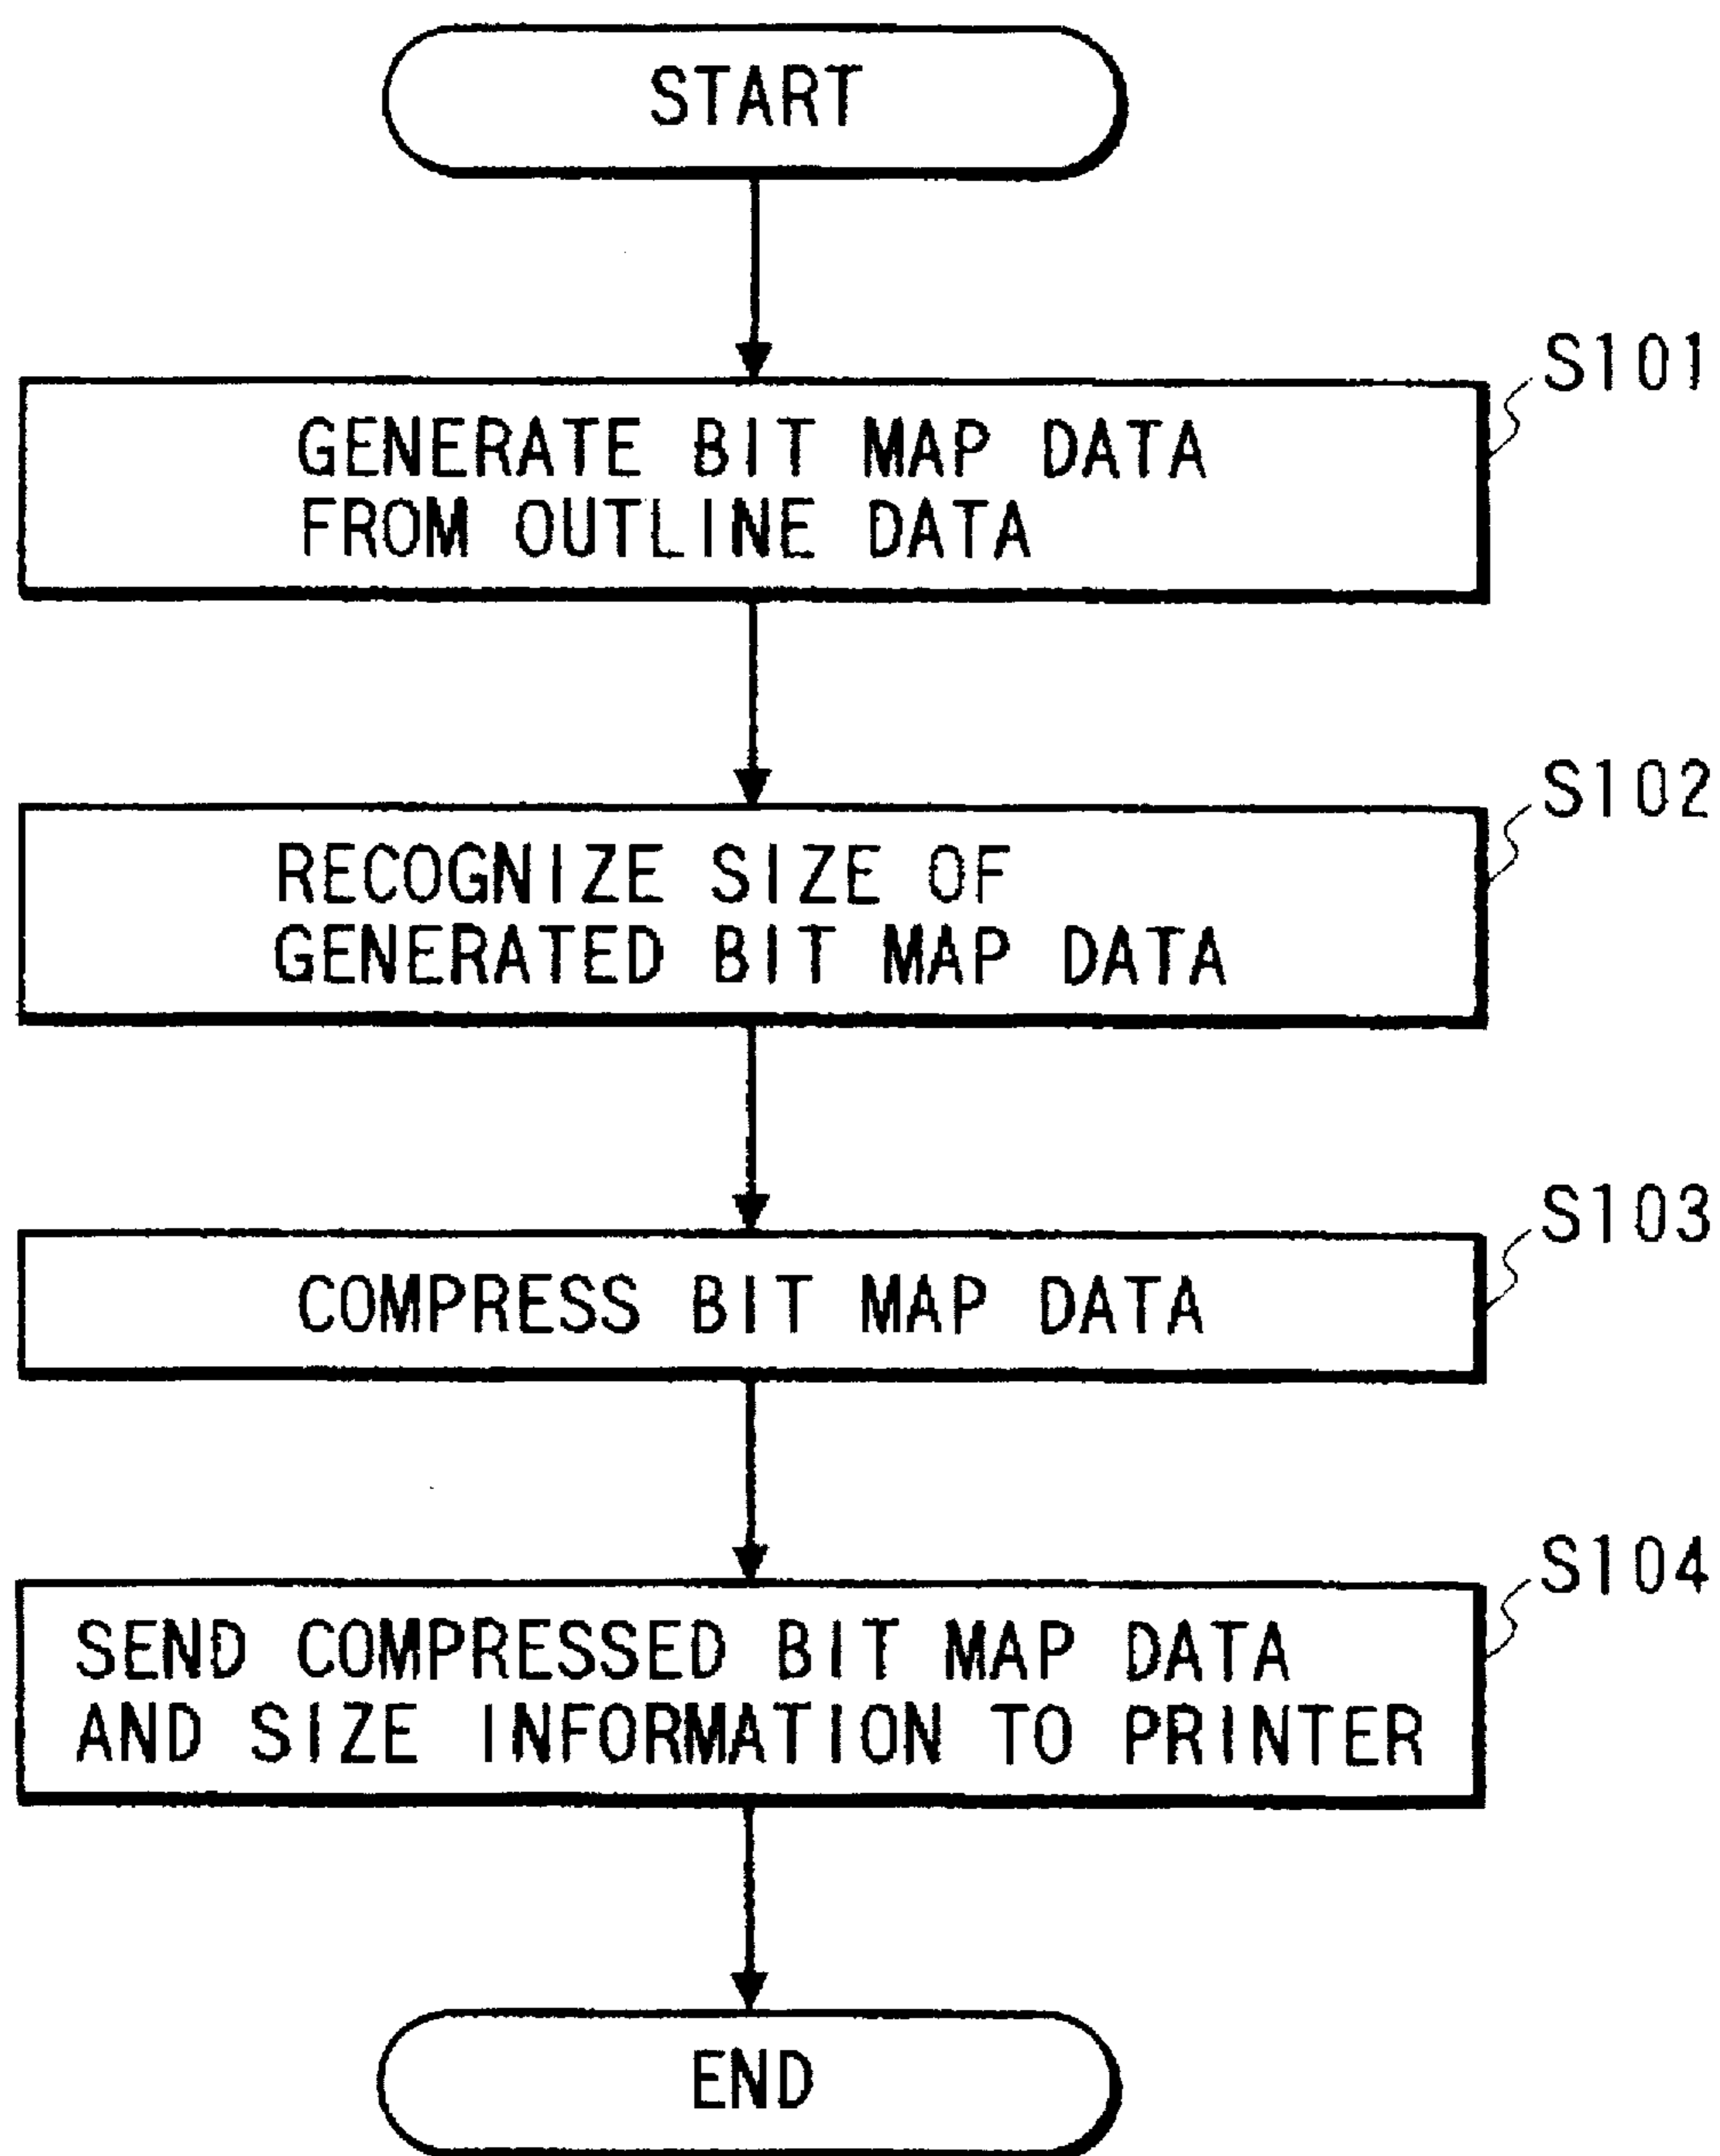 START
S101
GENERATE BIT MAP DATA
FROM OUTLINE DATA
S102
RECOGNIZE SIZE OF
GENERATED BIT MAP DATA
S103
COMPRESS BIT MAP DATA
S104
SEND COMPRESSED BIT MAP DATA
AND SIZE INFORMATION TO PRINTER
END